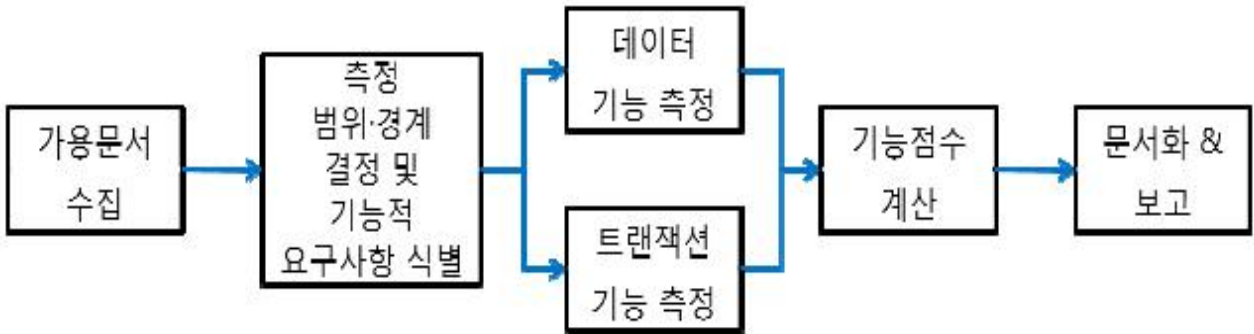 가용문서
수집
측정
범위·경계
결정 및
기능적
요구사항 식별
데이터
기능 측정
트랜잭션
기능 측정
기능점수
계산
문서화 &
보고